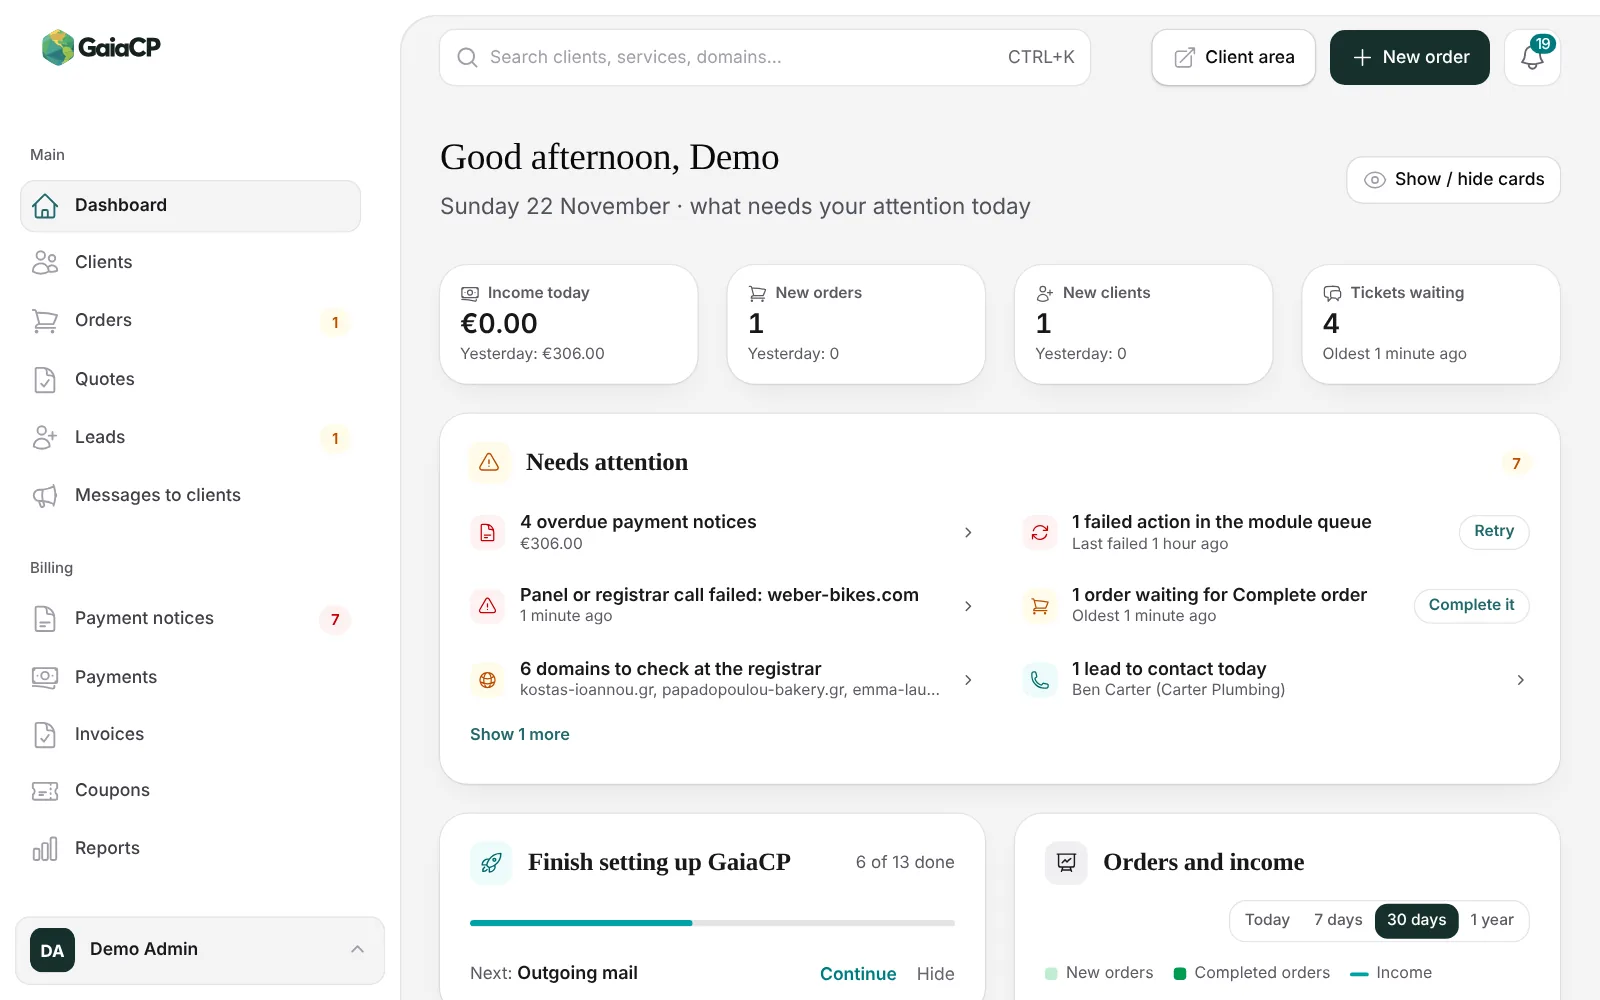 GaiaCP
Search clients, services, domains...
CTRL+K
Client area
New order
19
Main
Dashboard
Clients
Orders
1
Quotes
Leads
1
Messages to clients
Billing
Payment notices
7
Payments
Invoices
Coupons
Reports
DA
Demo Admin
Good afternoon, Demo
Sunday 22 November · what needs your attention today
Show / hide cards
Income today
€0.00
Yesterday: €306.00
New orders
1
Yesterday: 0
New clients
1
Yesterday: 0
Tickets waiting
4
Oldest 1 minute ago
Needs attention
7
4 overdue payment notices
€306.00
1 failed action in the module queue
Last failed 1 hour ago
Retry
Panel or registrar call failed: weber-bikes.com
1 minute ago
1 order waiting for Complete order
Oldest 1 minute ago
Complete it
6 domains to check at the registrar
kostas-ioannou.gr, papadopoulou-bakery.gr, emma-lau...
1 lead to contact today
Ben Carter (Carter Plumbing)
Show 1 more
Finish setting up GaiaCP
6 of 13 done
Next: Outgoing mail
Continue
Hide
Orders and income
Today
7 days
30 days
1 year
New orders
Completed orders
Income